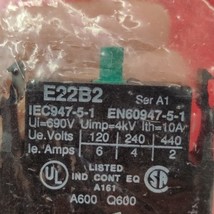 E22B2 Ser A1
IEC947-5-1 EN60947-5-1
Ui=690V Uimp=4kV Ith=10A
Ue.Volts 120 240 440
Ie.Amps 6 4 2
LISTED
IND CONT EQ
A161
A600 Q600
UL